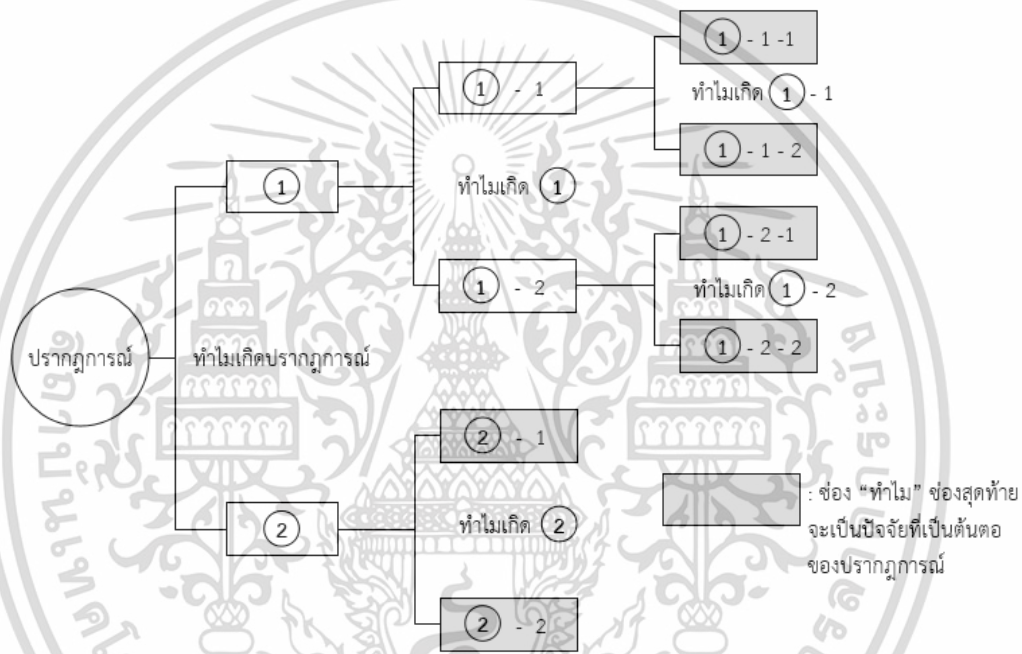 ① - 1 -1
① - 1
ทำไมเกิด ① - 1
① - 1 - 2
①
ทำไมเกิด ①
① - 2 -1
① - 2
ทำไมเกิด ① - 2
① - 2 - 2
ปรากฏการณ์
ทำไมเกิดปรากฏการณ์
② - 1
②
ทำไมเกิด ②
② - 2
: ช่อง “ทำไม” ช่องสุดท้าย
จะเป็นปัจจัยที่เป็นต้นตอ
ของปรากฏการณ์